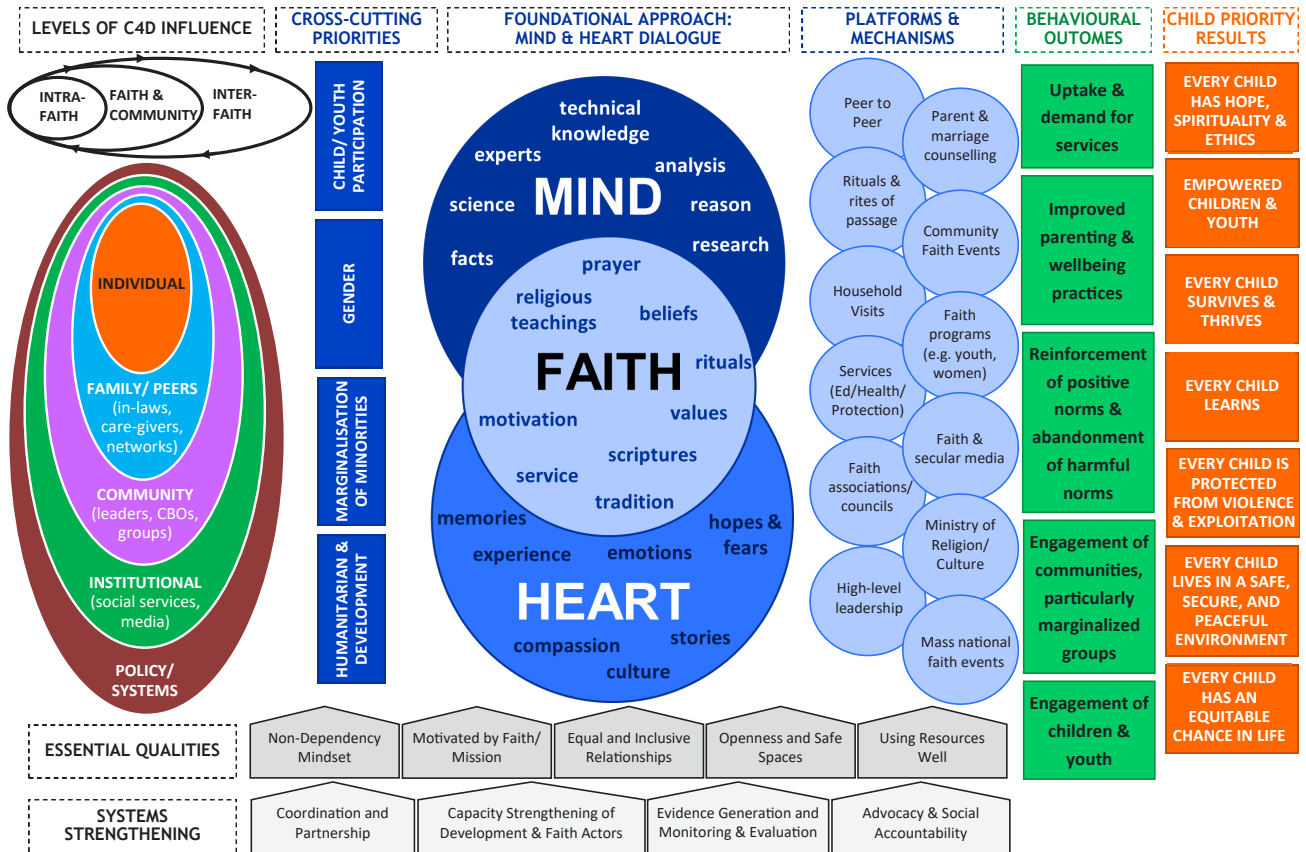 LEVELS OF C4D INFLUENCE
CROSS-CUTTING
PRIORITIES
FOUNDATIONAL APPROACH:
MIND & HEART DIALOGUE
PLATFORMS &
MECHANISMS
BEHAVIOURAL
OUTCOMES
CHILD PRIORITY
RESULTS
INTRA-
FAITH
FAITH &
COMMUNITY
INTER-
FAITH
INDIVIDUAL
FAMILY/ PEERS
(in-laws,
care-givers,
networks)
COMMUNITY
(leaders, CBOs,
groups)
INSTITUTIONAL
(social services,
media)
POLICY/
SYSTEMS
CHILD/ YOUTH
PARTICIPATION
GENDER
MARGINALISATION
OF MINORITIES
HUMANITARIAN &
DEVELOPMENT
technical
knowledge
experts
analysis
MIND
science
reason
research
facts
prayer
religious
teachings
beliefs
rituals
FAITH
motivation
values
scriptures
service
tradition
memories
hopes &
fears
experience
emotions
HEART
compassion
stories
culture
Peer to
Peer
Parent &
marriage
counselling
Rituals &
rites of
passage
Community
Faith Events
Household
Visits
Faith
programs
(e.g. youth,
women)
Services
(Ed/Health/
Protection)
Faith &
secular media
Faith
associations/
councils
Ministry of
Religion/
Culture
High-level
leadership
Mass national
faith events
Uptake &
demand for
services
Improved
parenting &
wellbeing
practices
Reinforcement
of positive
norms &
abandonment
of harmful
norms
Engagement of
communities,
particularly
marginalized
groups
Engagement of
children &
youth
EVERY CHILD
HAS HOPE,
SPIRITUALITY &
ETHICS
EMPOWERED
CHILDREN &
YOUTH
EVERY CHILD
SURVIVES &
THRIVES
EVERY CHILD
LEARNS
EVERY CHILD IS
PROTECTED
FROM VIOLENCE
& EXPLOITATION
EVERY CHILD
LIVES IN A SAFE,
SECURE, AND
PEACEFUL
ENVIRONMENT
EVERY CHILD
HAS AN
EQUITABLE
CHANCE IN LIFE
ESSENTIAL QUALITIES
Non-Dependency
Mindset
Motivated by Faith/
Mission
Equal and Inclusive
Relationships
Openness and Safe
Spaces
Using Resources
Well
SYSTEMS
STRENGTHENING
Coordination and
Partnership
Capacity Strengthening of
Development & Faith Actors
Evidence Generation and
Monitoring & Evaluation
Advocacy & Social
Accountability